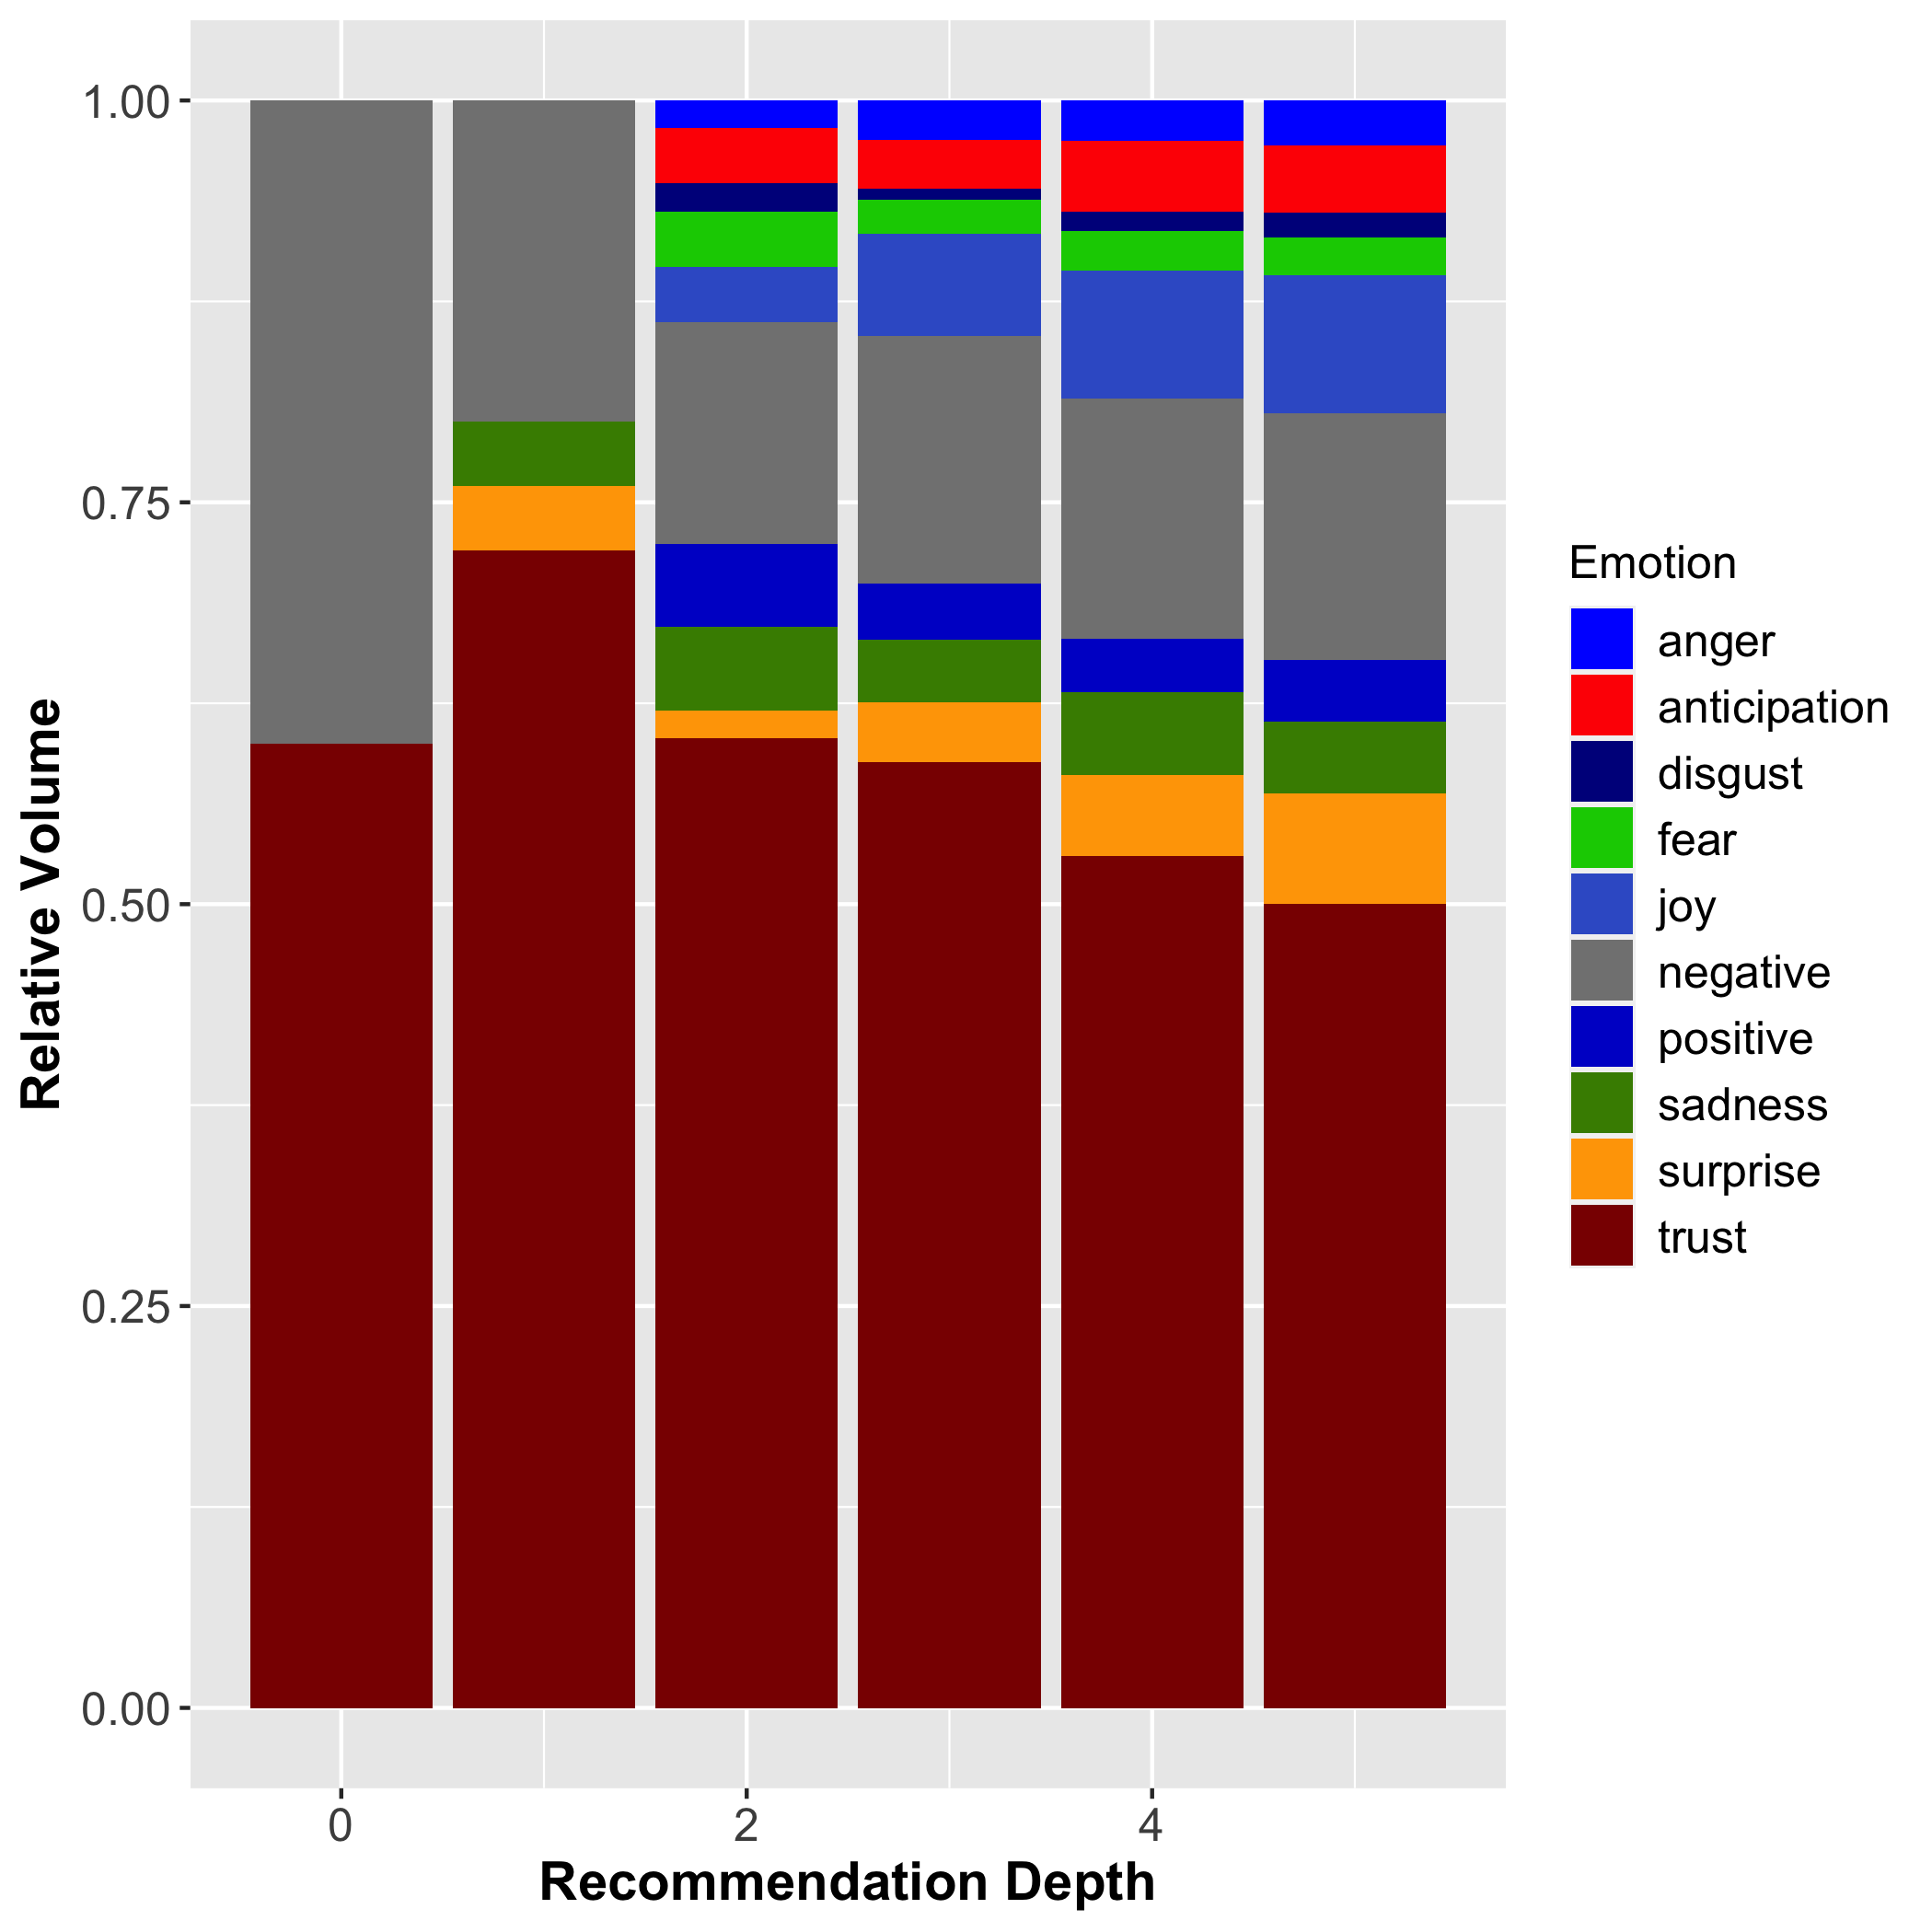 Relative Volume
1.00
0.75
0.50
0.25
0.00
0
2
4
Recommendation Depth
Emotion
anger
anticipation
disgust
fear
joy
negative
positive
sadness
surprise
trust